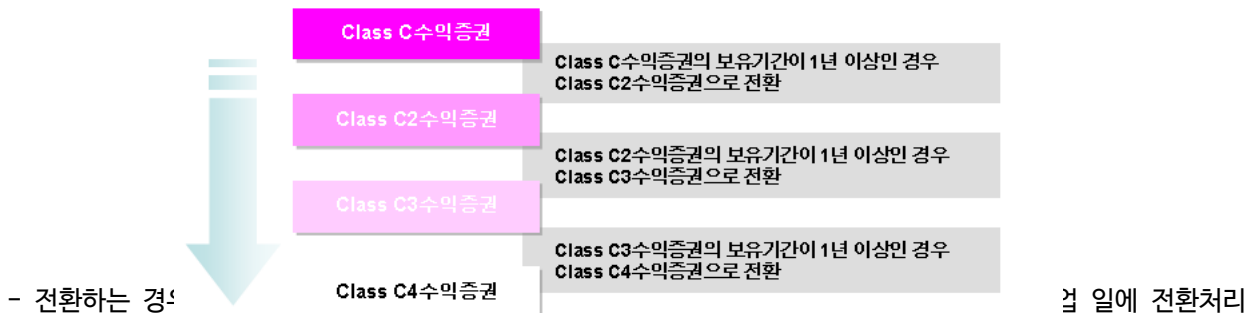 Class C수익증권
Class C수익증권의 보유기간이 1년 이상인 경우
Class C2수익증권으로 전환
Class C2수익증권
Class C2수익증권의 보유기간이 1년 이상인 경우
Class C3수익증권으로 전환
Class C3수익증권
Class C3수익증권의 보유기간이 1년 이상인 경우
Class C4수익증권으로 전환
Class C4수익증권
- 전환하는 일에 전환처리